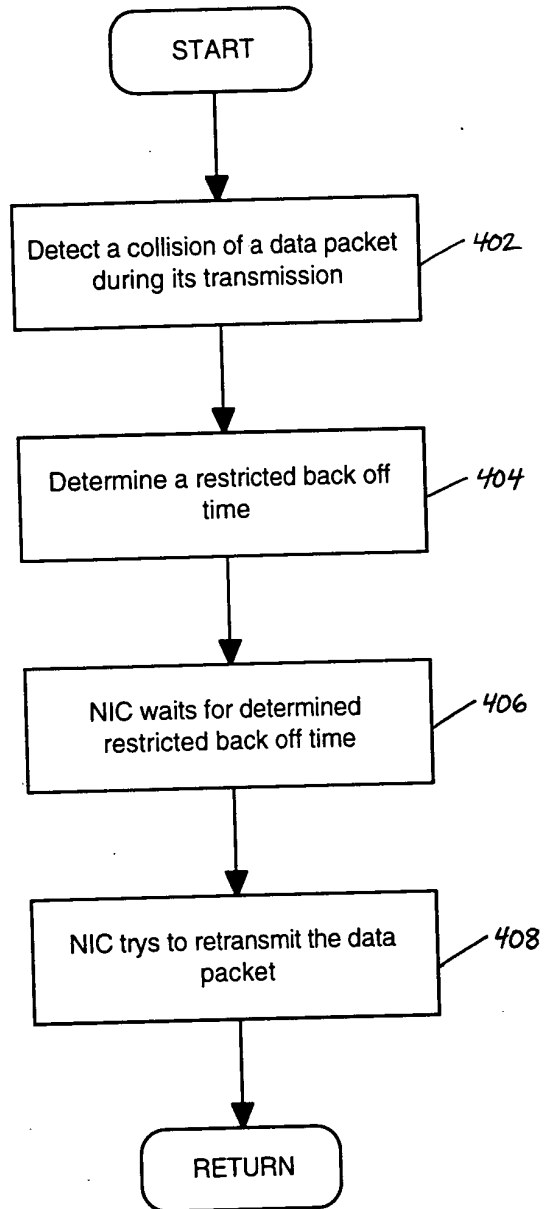 START
Detect a collision of a data packet
during its transmission
402
Determine a restricted back off
time
404
NIC waits for determined
restricted back off time
406
NIC trys to retransmit the data
packet
408
RETURN